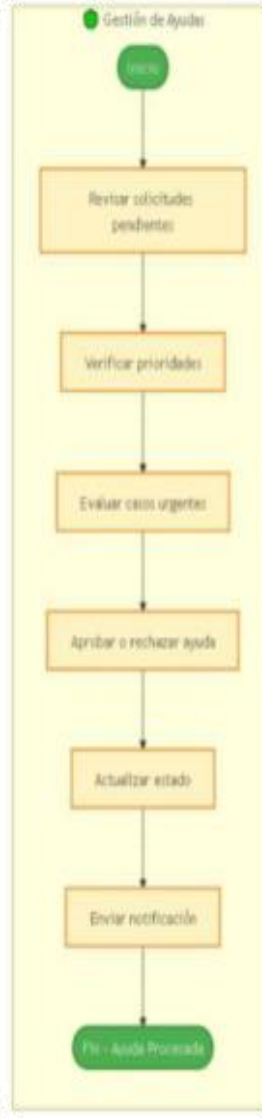 Gestión de Ayudas
Inicio
Revisar solicitudes
pendientes
Verificar prioridades
Evaluar casos urgentes
Aprobar o rechazar ayuda
Actualizar estado
Enviar notificación
Fin - Ayuda Procesada